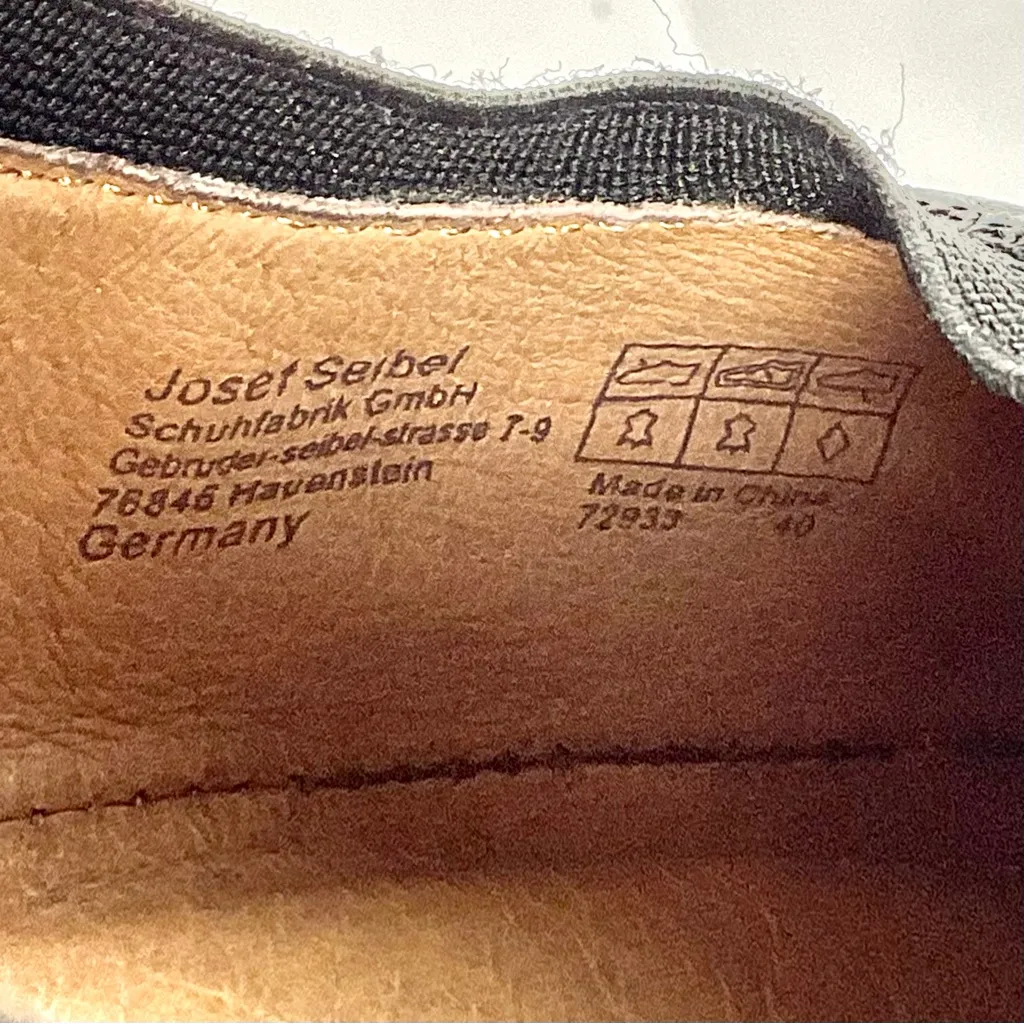 Josef Seibel
Schuhfabrik GmbH
Gebruder-seibel-strasse 7-9
76846 Hauenstein
Germany
Made in China
72933 40